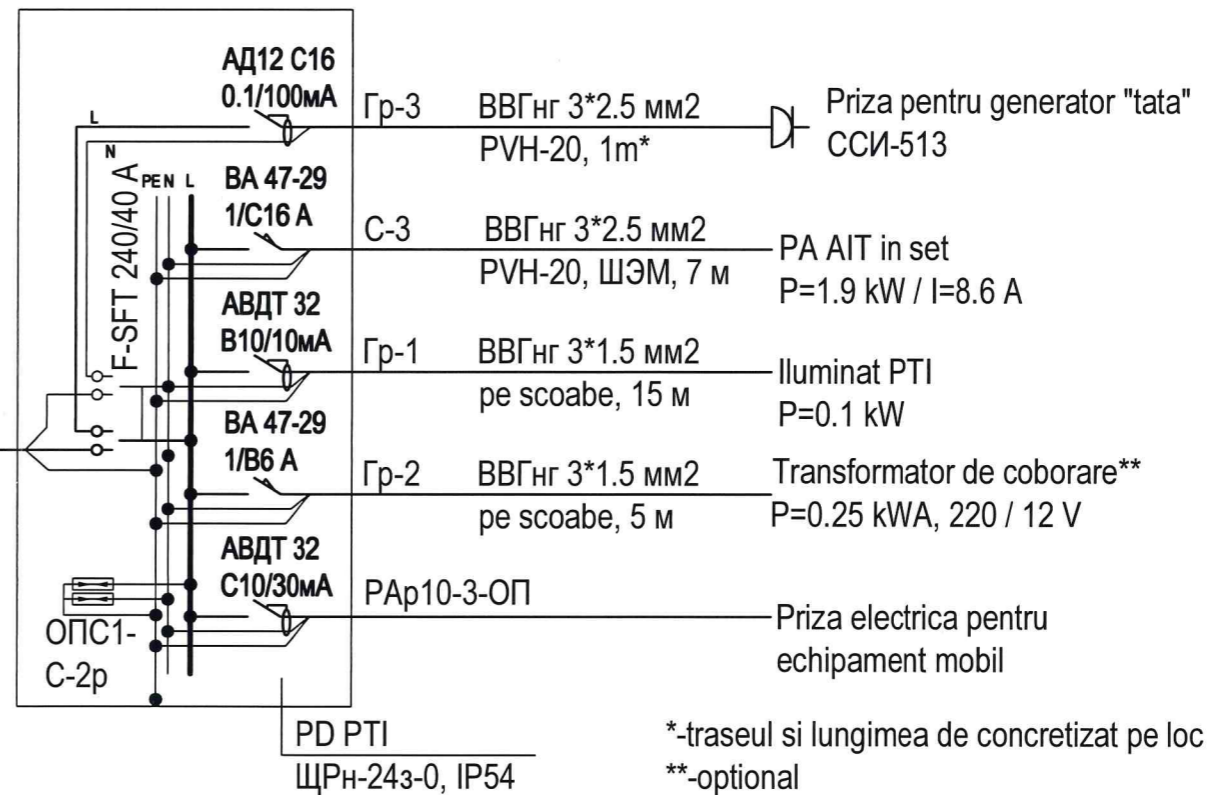 АД12 C16
0.1/100мА
Гр-3
ВВГнг 3*2.5 мм2
PVH-20, 1m*
Priza pentru generator "tata"
ССИ-513
L
N
F-SFT 240/40 A
PE N L
ВА 47-29
1/C16 A
C-3
ВВГнг 3*2.5 мм2
PVH-20, ШЭМ, 7 м
PA AIT in set
P=1.9 kW / I=8.6 A
АВДТ 32
B10/10мА
Гр-1
ВВГнг 3*1.5 мм2
pe scoabe, 15 м
Iluminat PTI
P=0.1 kW
ВА 47-29
1/B6 A
Гр-2
ВВГнг 3*1.5 мм2
pe scoabe, 5 м
Transformator de coborare**
P=0.25 kWA, 220 / 12 V
АВДТ 32
C10/30мА
РАр10-3-ОП
Priza electrica pentru
echipament mobil
ОПС1-
С-2р
PD PTI
ЩРн-24з-0, IP54
*-traseul si lungimea de concretizat pe loc
**-optional